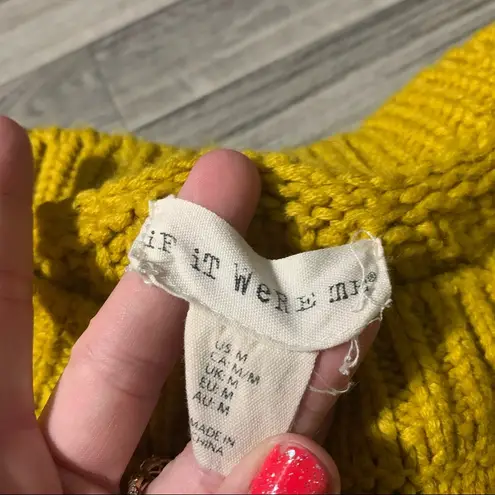 iF iT WeRE ME®
US: M
CA: M/M
UK: M
EU: M
AU: M
MADE IN
CHINA